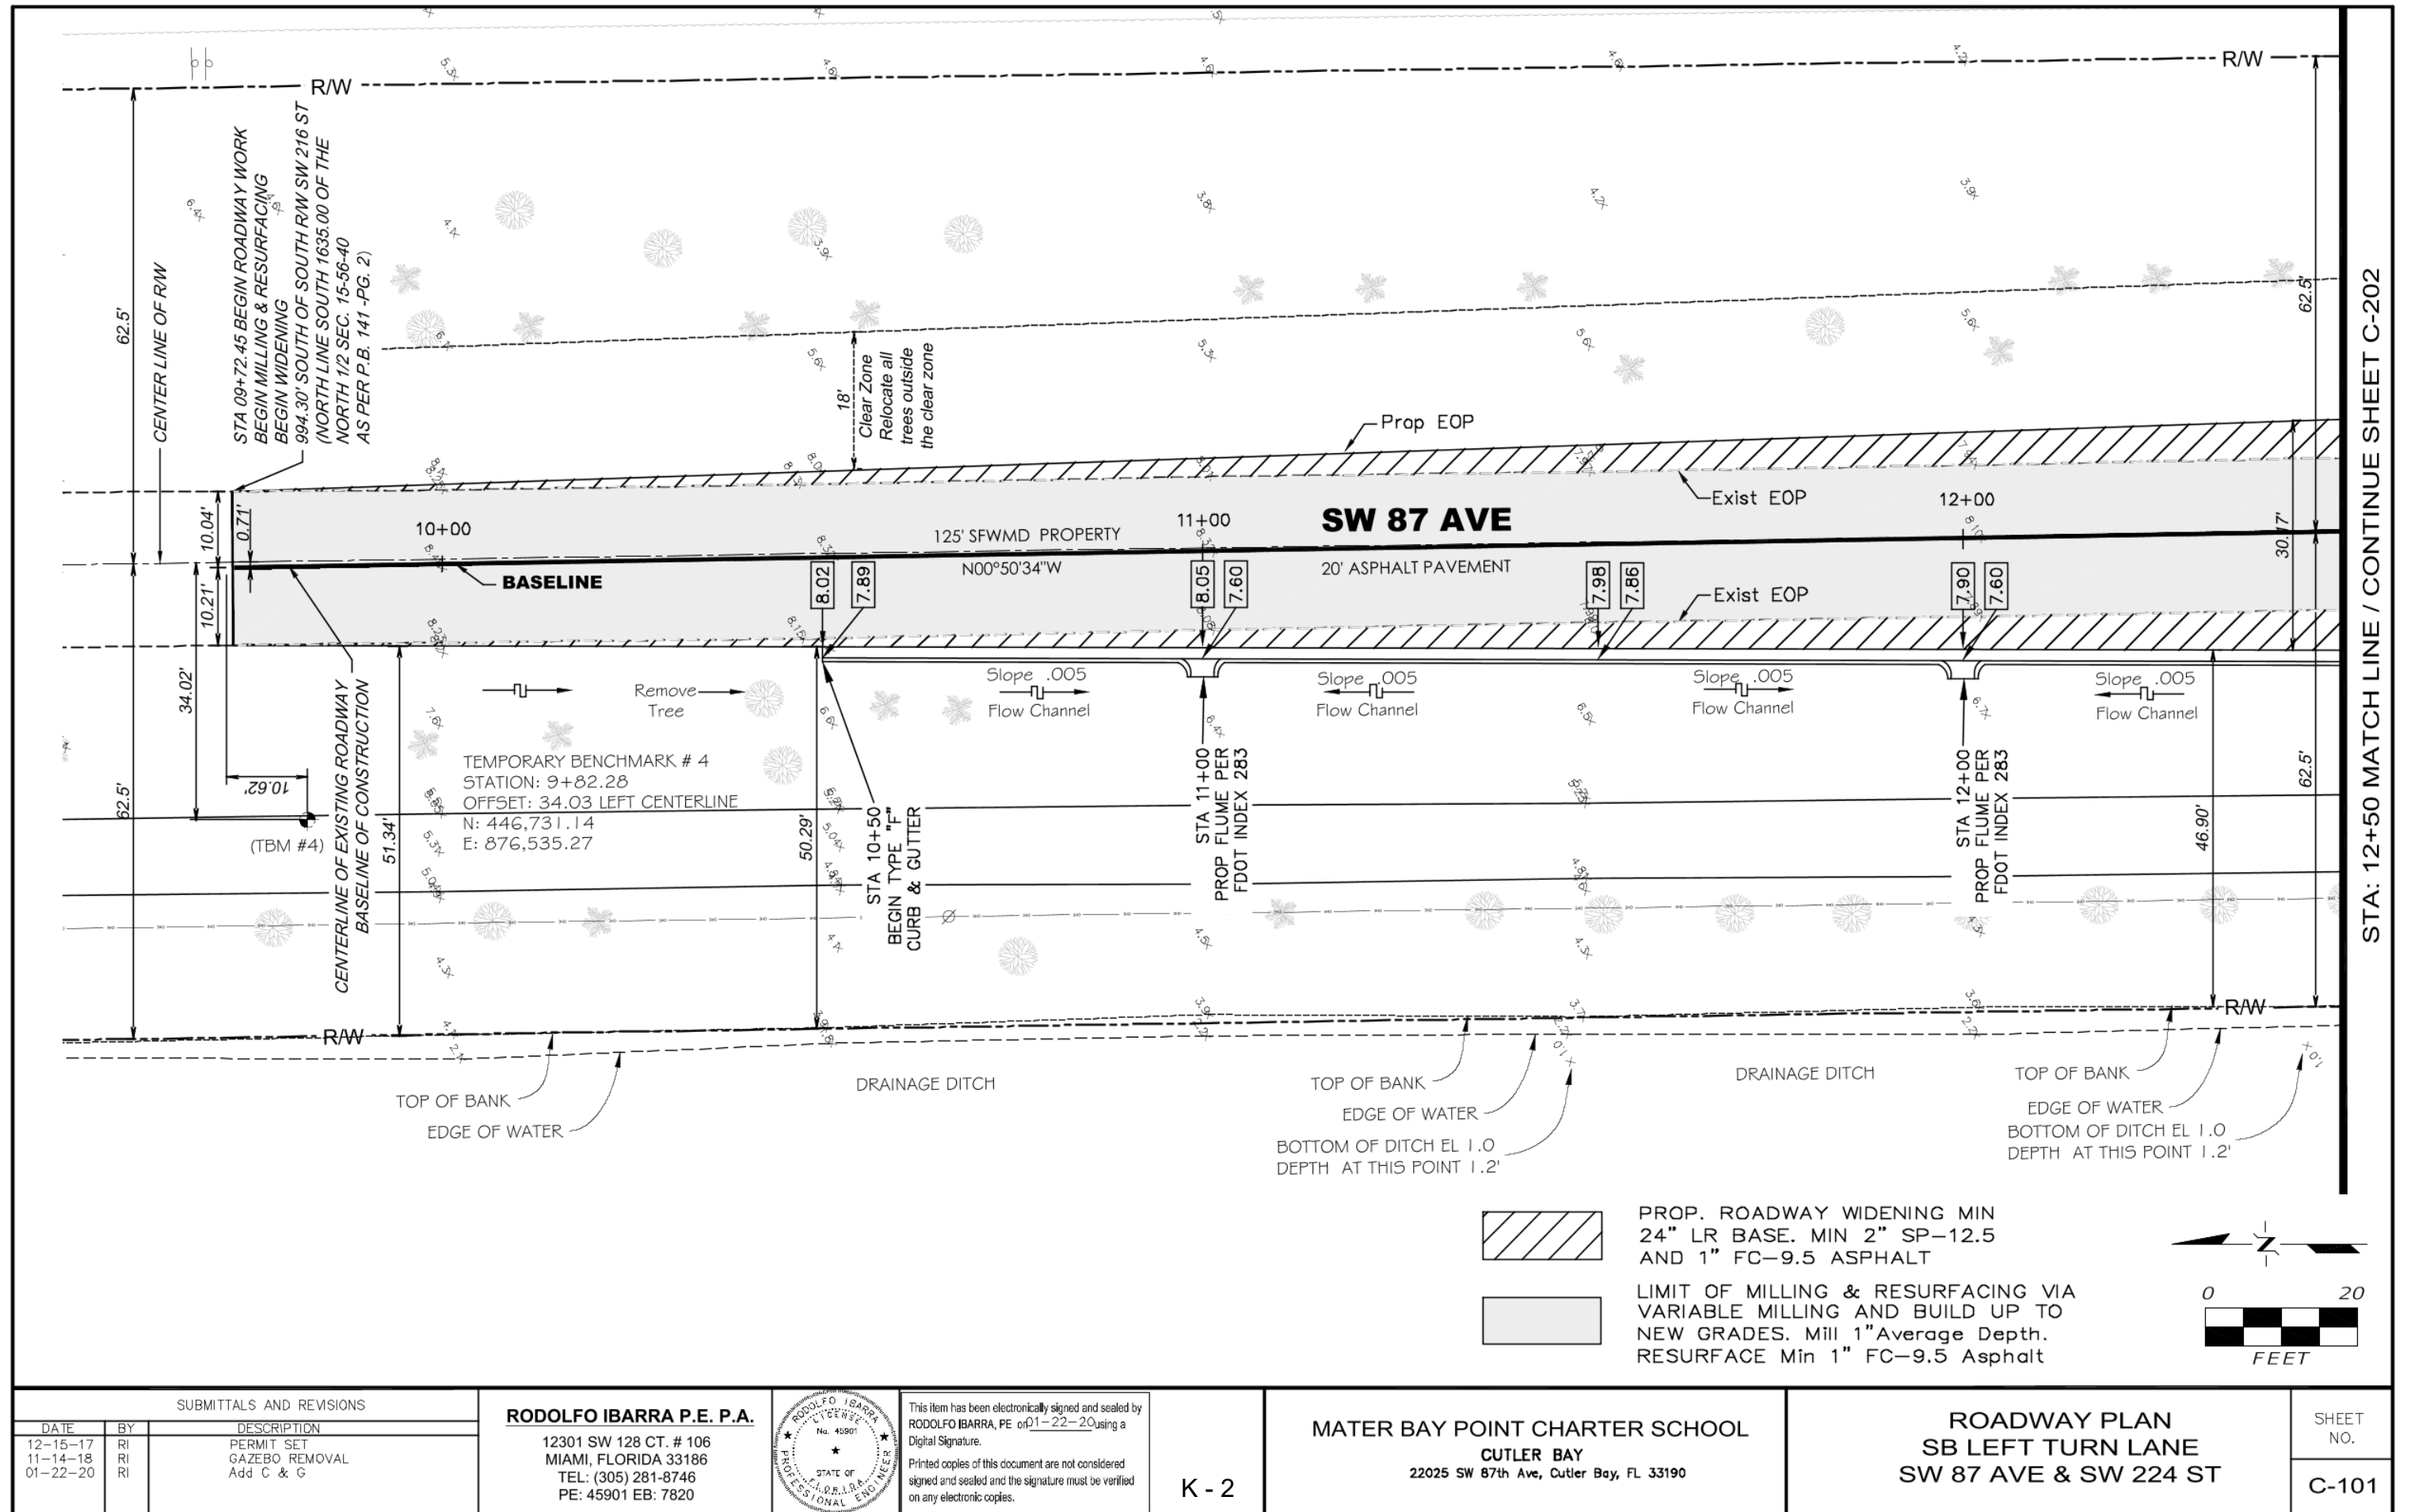 R/W
R/W
62.5'
CENTER LINE OF R/W
STA 09+72.45 BEGIN ROADWAY WORK
BEGIN MILLING & RESURFACING
BEGIN WIDENING
994.30' SOUTH OF SOUTH R/W SW 216 ST
(NORTH LINE SOUTH 1635.00 OF THE
NORTH 1/2 SEC. 15-56-40
AS PER P.B. 141 -PG. 2)
18'
Clear Zone
Relocate all
trees outside
the clear zone
62.5'
Prop EOP
Exist EOP
10.04'
0.71'
10+00
125' SFWMD PROPERTY
11+00
SW 87 AVE
12+00
30.17'
BASELINE
N00°50'34"W
20' ASPHALT PAVEMENT
Exist EOP
10.21'
8.02
7.89
8.05
7.60
7.98
7.86
7.90
7.60
34.02'
62.5'
10.62'
(TBM #4)
CENTERLINE OF EXISTING ROADWAY
BASELINE OF CONSTRUCTION
51.34'
Remove
Tree
TEMPORARY BENCHMARK # 4
STATION: 9+82.28
OFFSET: 34.03 LEFT CENTERLINE
N: 446,731.14
E: 876,535.27
50.29'
STA 10+50
BEGIN TYPE "F"
CURB & GUTTER
Slope .005
Flow Channel
STA 11+00
PROP FLUME PER
FDOT INDEX 283
Slope .005
Flow Channel
Slope .005
Flow Channel
STA 12+00
PROP FLUME PER
FDOT INDEX 283
Slope .005
Flow Channel
46.90'
62.5'
R/W
R/W
TOP OF BANK
EDGE OF WATER
DRAINAGE DITCH
TOP OF BANK
EDGE OF WATER
BOTTOM OF DITCH EL 1.0
DEPTH AT THIS POINT 1.2'
DRAINAGE DITCH
TOP OF BANK
EDGE OF WATER
BOTTOM OF DITCH EL 1.0
DEPTH AT THIS POINT 1.2'
STA: 12+50 MATCH LINE / CONTINUE SHEET C-202
PROP. ROADWAY WIDENING MIN
24" LR BASE. MIN 2" SP-12.5
AND 1" FC-9.5 ASPHALT
LIMIT OF MILLING & RESURFACING VIA
VARIABLE MILLING AND BUILD UP TO
NEW GRADES. Mill 1"Average Depth.
RESURFACE Min 1" FC-9.5 Asphalt
Z
0 20
FEET
SUBMITTALS AND REVISIONS
DATE BY DESCRIPTION
12-15-17 RI PERMIT SET
11-14-18 RI GAZEBO REMOVAL
01-22-20 RI Add C & G
RODOLFO IBARRA P.E. P.A.
12301 SW 128 CT. # 106
MIAMI, FLORIDA 33186
TEL: (305) 281-8746
PE: 45901 EB: 7820
RODOLFO IBARRA
LICENSE
No. 45901
STATE OF
FLORIDA
PROFESSIONAL ENGINEER
This item has been electronically signed and sealed by
RODOLFO IBARRA, PE on 01-22-20 using a
Digital Signature.
Printed copies of this document are not considered
signed and sealed and the signature must be verified
on any electronic copies.
K - 2
MATER BAY POINT CHARTER SCHOOL
CUTLER BAY
22025 SW 87th Ave, Cutler Bay, FL 33190
ROADWAY PLAN
SB LEFT TURN LANE
SW 87 AVE & SW 224 ST
SHEET
NO.
C-101